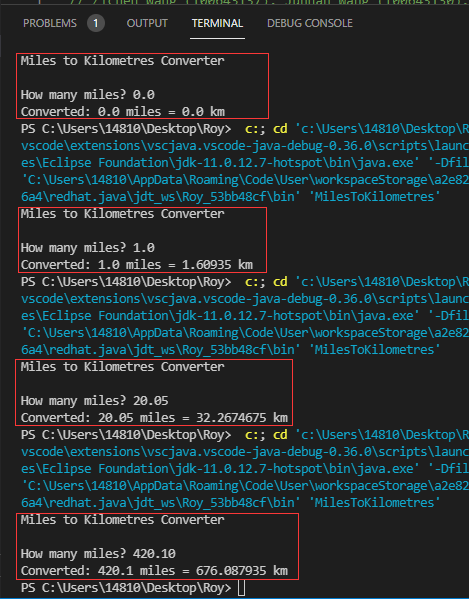 PROBLEMS 1 OUTPUT TERMINAL DEBUG CONSOLE
Miles to Kilometres Converter
How many miles? 0.0
Converted: 0.0 miles = 0.0 km
PS C:\Users\14810\Desktop\Roy>  c:; cd 'c:\Users\14810\Desktop\R
vscode\extensions\vscjava.vscode-java-debug-0.36.0\scripts\launc
es\Eclipse Foundation\jdk-11.0.12.7-hotspot\bin\java.exe' '-Dfil
'C:\Users\14810\AppData\Roaming\Code\User\workspaceStorage\a2e82
6a4\redhat.java\jdt_ws\Roy_53bb48cf\bin' 'MilesToKilometres'
Miles to Kilometres Converter
How many miles? 1.0
Converted: 1.0 miles = 1.60935 km
PS C:\Users\14810\Desktop\Roy>  c:; cd 'c:\Users\14810\Desktop\R
vscode\extensions\vscjava.vscode-java-debug-0.36.0\scripts\launc
es\Eclipse Foundation\jdk-11.0.12.7-hotspot\bin\java.exe' '-Dfil
'C:\Users\14810\AppData\Roaming\Code\User\workspaceStorage\a2e82
6a4\redhat.java\jdt_ws\Roy_53bb48cf\bin' 'MilesToKilometres'
Miles to Kilometres Converter
How many miles? 20.05
Converted: 20.05 miles = 32.2674675 km
PS C:\Users\14810\Desktop\Roy>  c:; cd 'c:\Users\14810\Desktop\R
vscode\extensions\vscjava.vscode-java-debug-0.36.0\scripts\launc
es\Eclipse Foundation\jdk-11.0.12.7-hotspot\bin\java.exe' '-Dfil
'C:\Users\14810\AppData\Roaming\Code\User\workspaceStorage\a2e82
6a4\redhat.java\jdt_ws\Roy_53bb48cf\bin' 'MilesToKilometres'
Miles to Kilometres Converter
How many miles? 420.10
Converted: 420.1 miles = 676.087935 km
PS C:\Users\14810\Desktop\Roy>